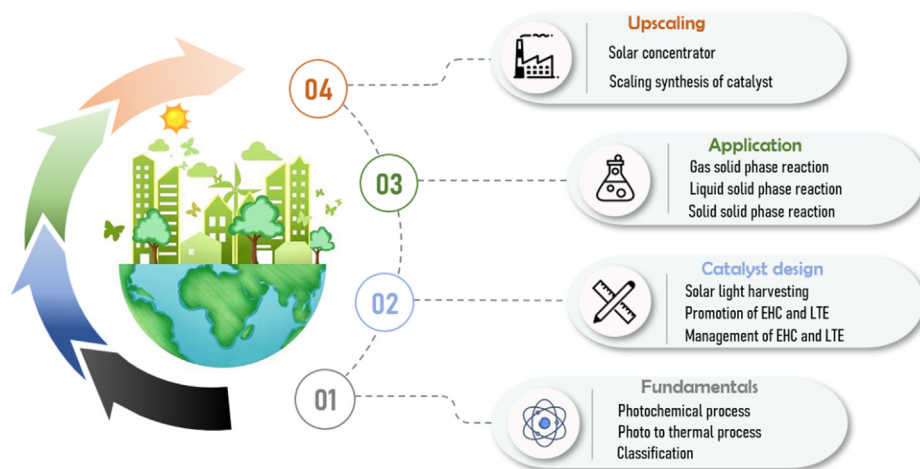 04
Upscaling
Solar concentrator
Scaling synthesis of catalyst
03
Application
Gas solid phase reaction
Liquid solid phase reaction
Solid solid phase reaction
02
Catalyst design
Solar light harvesting
Promotion of EHC and LTE
Management of EHC and LTE
01
Fundamentals
Photochemical process
Photo to thermal process
Classification